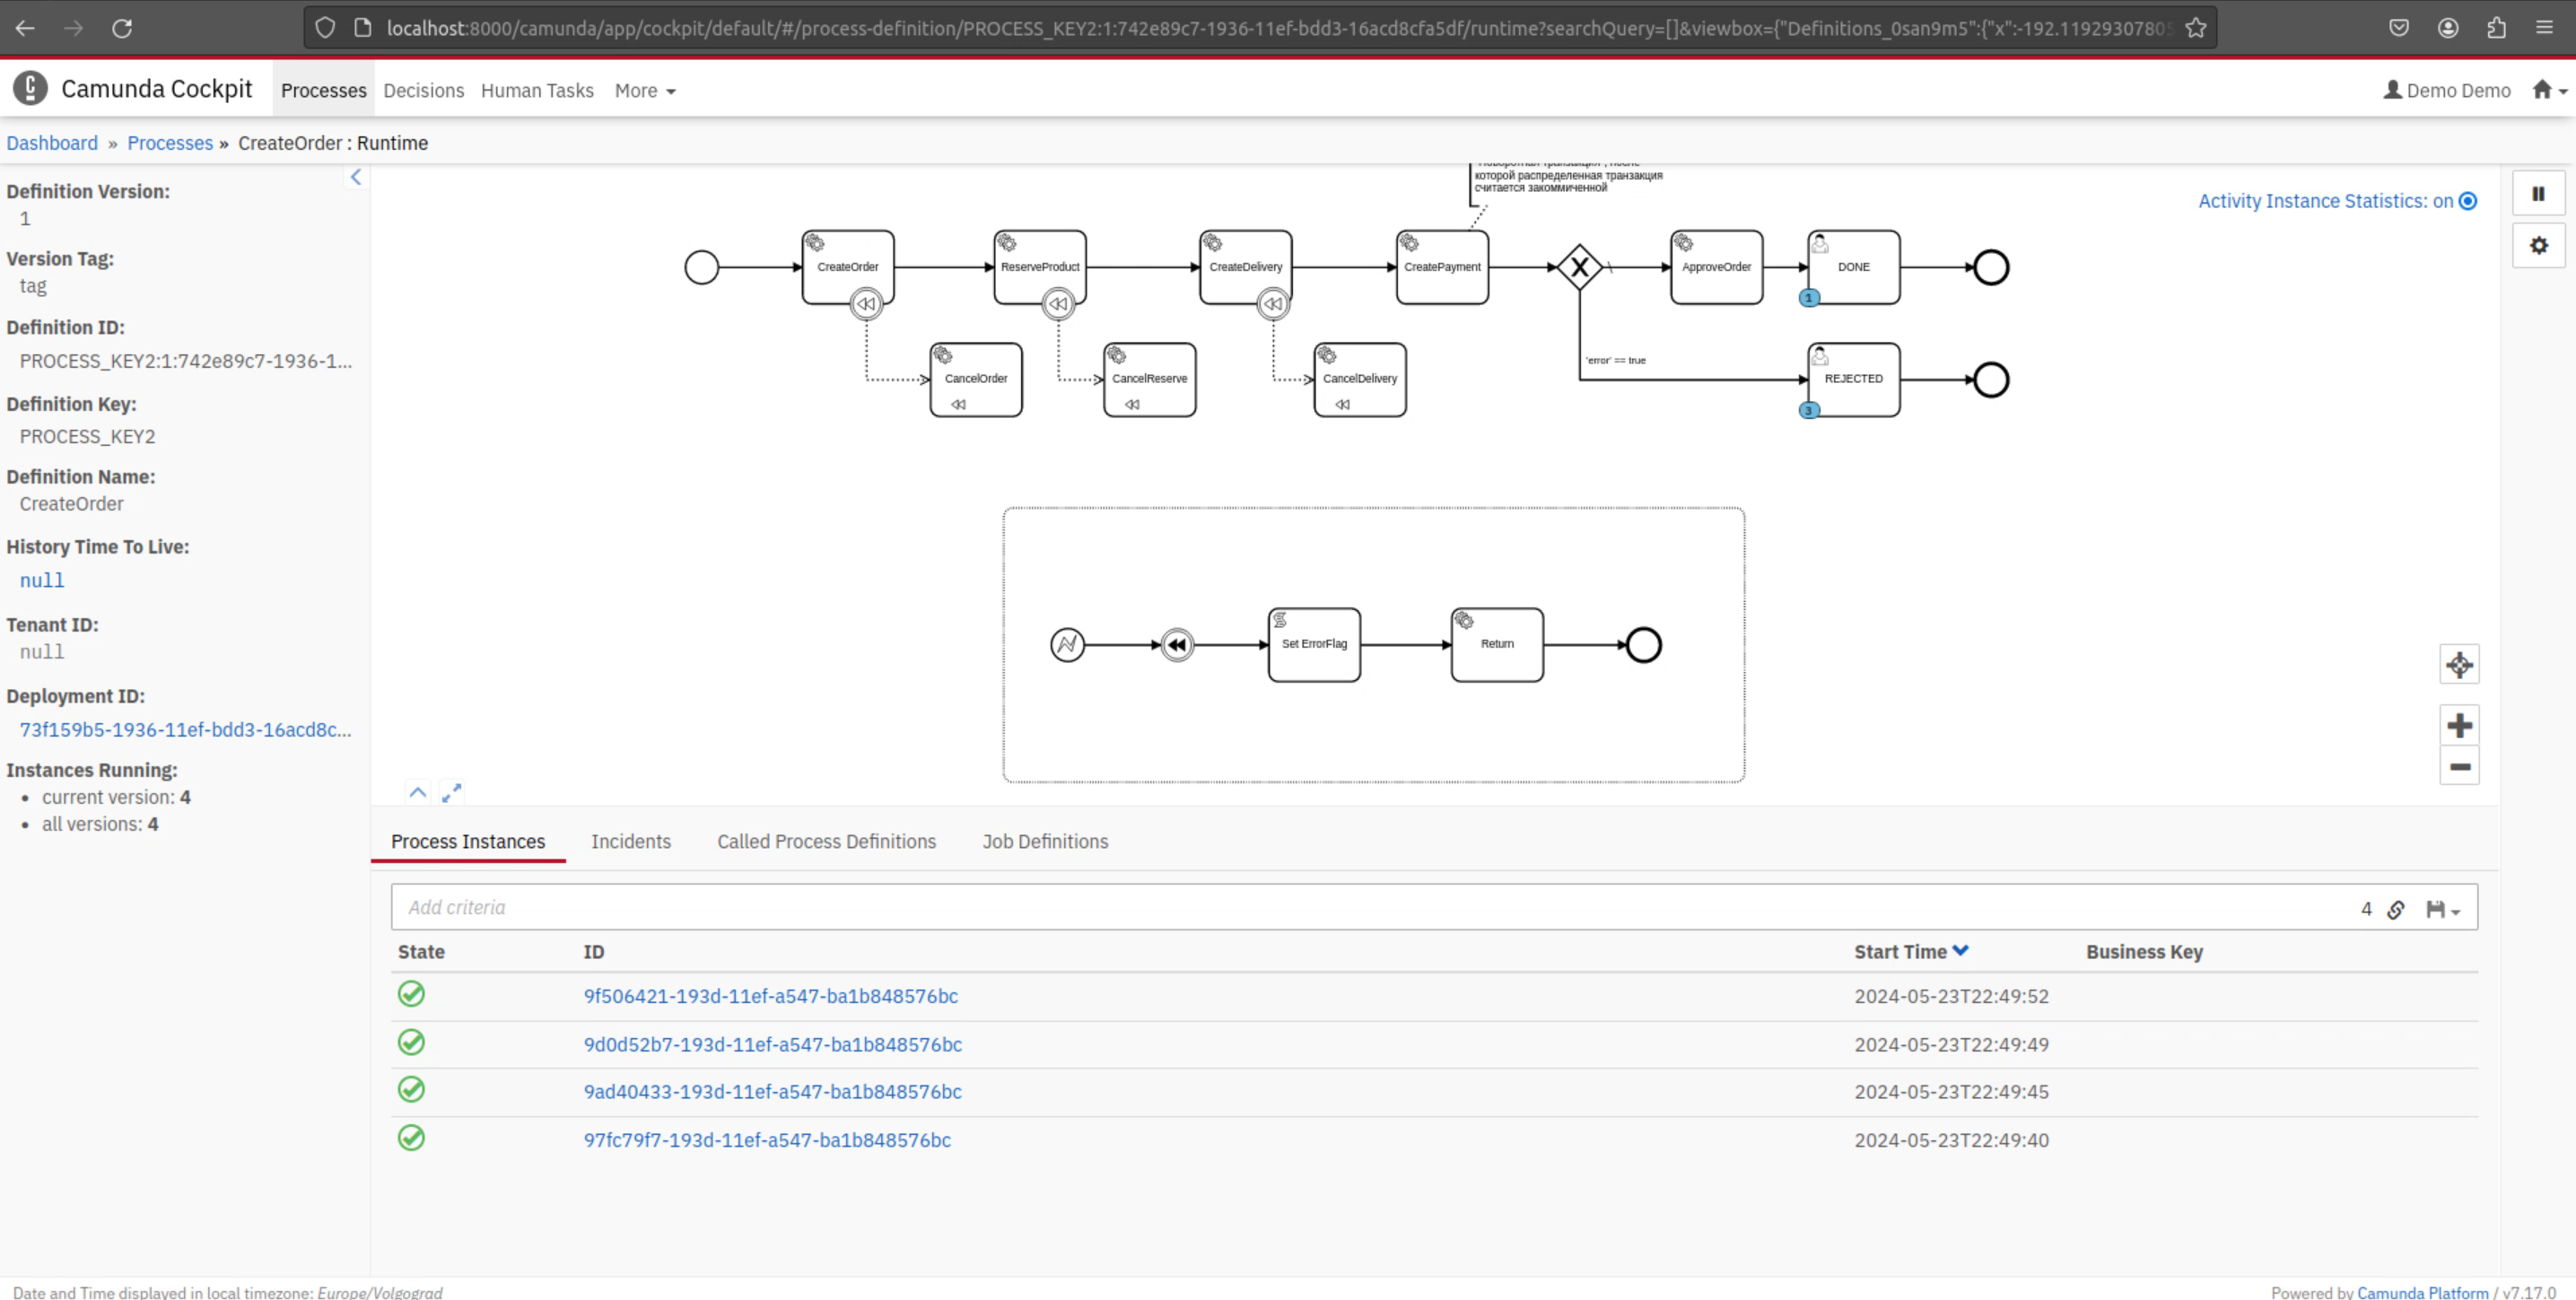 localhost:8000/camunda/app/cockpit/default/#/process-definition/PROCESS_KEY2:1:742e89c7-1936-11ef-bdd3-16acd8cfa5df/runtime?searchQuery=[]&viewbox={"Definitions_0san9m5":{"x":-192.1192930780
Camunda Cockpit Processes Decisions Human Tasks More Demo Demo
Dashboard » Processes » CreateOrder : Runtime
Definition Version:
1
Version Tag:
tag
Definition ID:
PROCESS_KEY2:1:742e89c7-1936-1...
Definition Key:
PROCESS_KEY2
Definition Name:
CreateOrder
History Time To Live:
null
Tenant ID:
null
Deployment ID:
73f159b5-1936-11ef-bdd3-16acd8c...
Instances Running:
• current version: 4
• all versions: 4
которой распределенная транзакция
считается закоммиченной
Activity Instance Statistics: on
CreateOrder ReserveProduct CreateDelivery CreatePayment X ApproveOrder DONE
1
'error' == true
CancelOrder CancelReserve CancelDelivery REJECTED
3
Set ErrorFlag Return
Process Instances Incidents Called Process Definitions Job Definitions
Add criteria 4
State ID Start Time Business Key
9f506421-193d-11ef-a547-ba1b848576bc 2024-05-23T22:49:52
9d0d52b7-193d-11ef-a547-ba1b848576bc 2024-05-23T22:49:49
9ad40433-193d-11ef-a547-ba1b848576bc 2024-05-23T22:49:45
97fc79f7-193d-11ef-a547-ba1b848576bc 2024-05-23T22:49:40
Date and Time displayed in local timezone: Europe/Volgograd Powered by Camunda Platform / v7.17.0